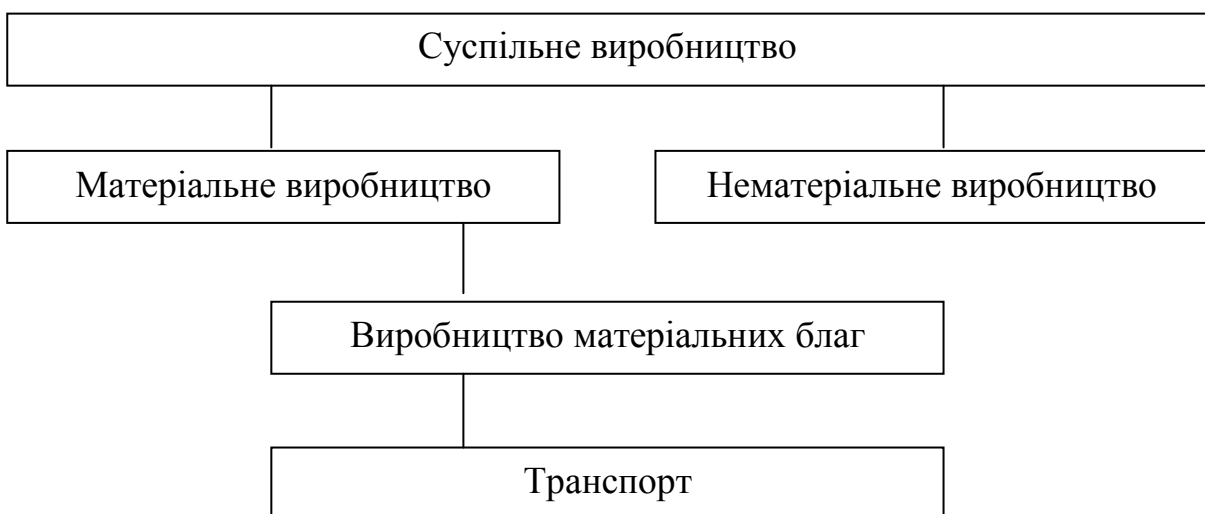 Суспільне виробництво
Матеріальне виробництво
Нематеріальне виробництво
Виробництво матеріальних благ
Транспорт